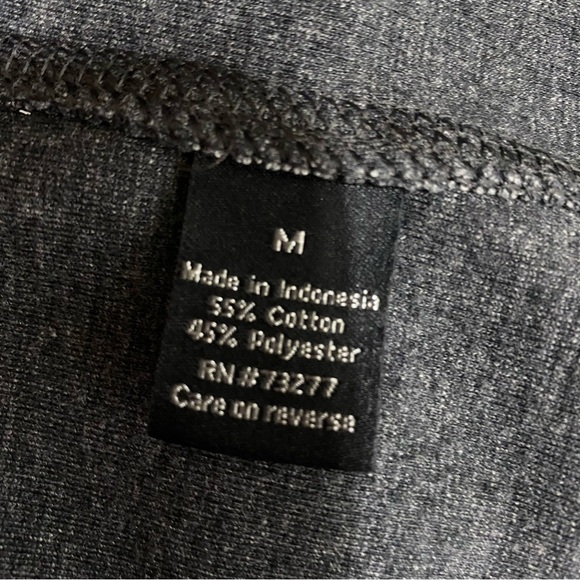 M
Made in Indonesia
55% Cotton
45% Polyester
RN#73277
Care on reverse